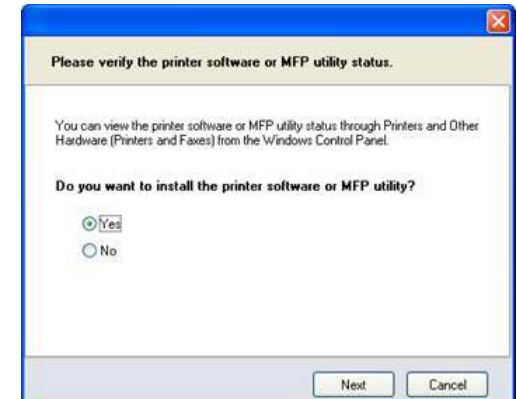 Please verify the printer software or MFP utility status.
You can view the printer software or MFP utility status through Printers and Other
Hardware (Printers and Faxes) from the Windows Control Panel.
Do you want to install the printer software or MFP utility?
Yes
No
Next
Cancel